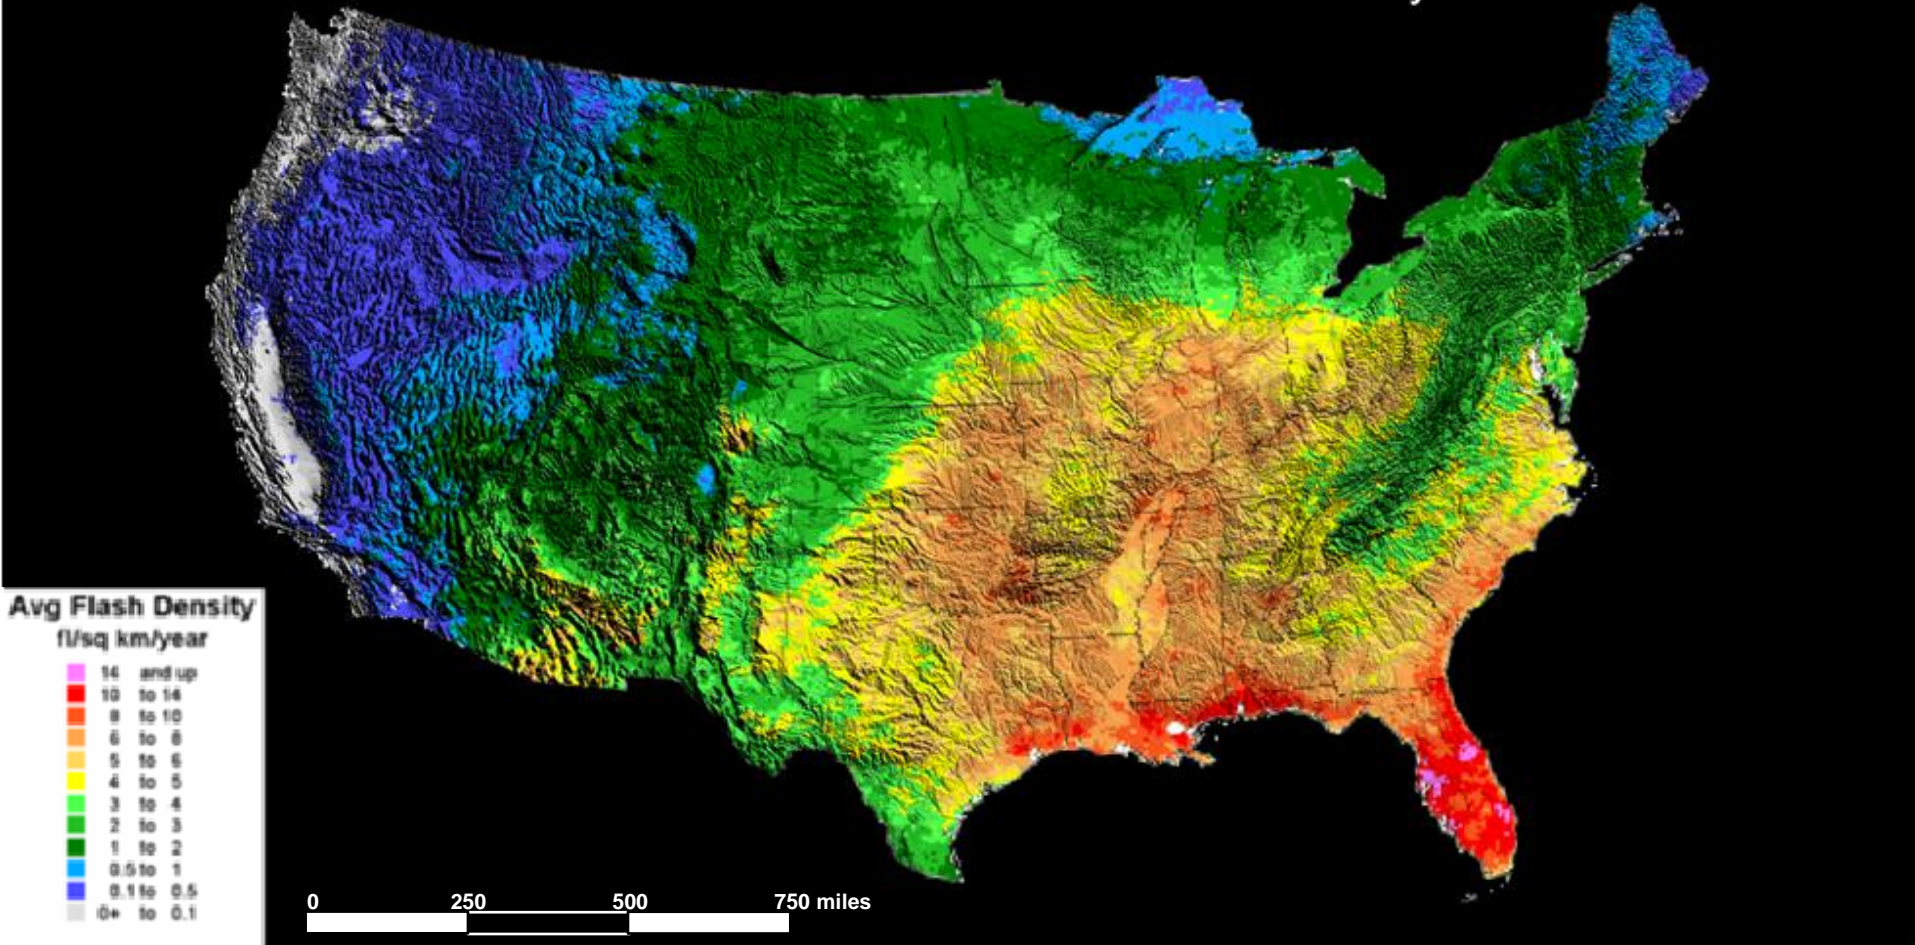 Avg Flash Density
fl/sq km/year
14 and up
10 to 14
8 to 10
6 to 8
5 to 6
4 to 5
3 to 4
2 to 3
1 to 2
0.5 to 1
0.1 to 0.5
0+ to 0.1
0 250 500 750 miles